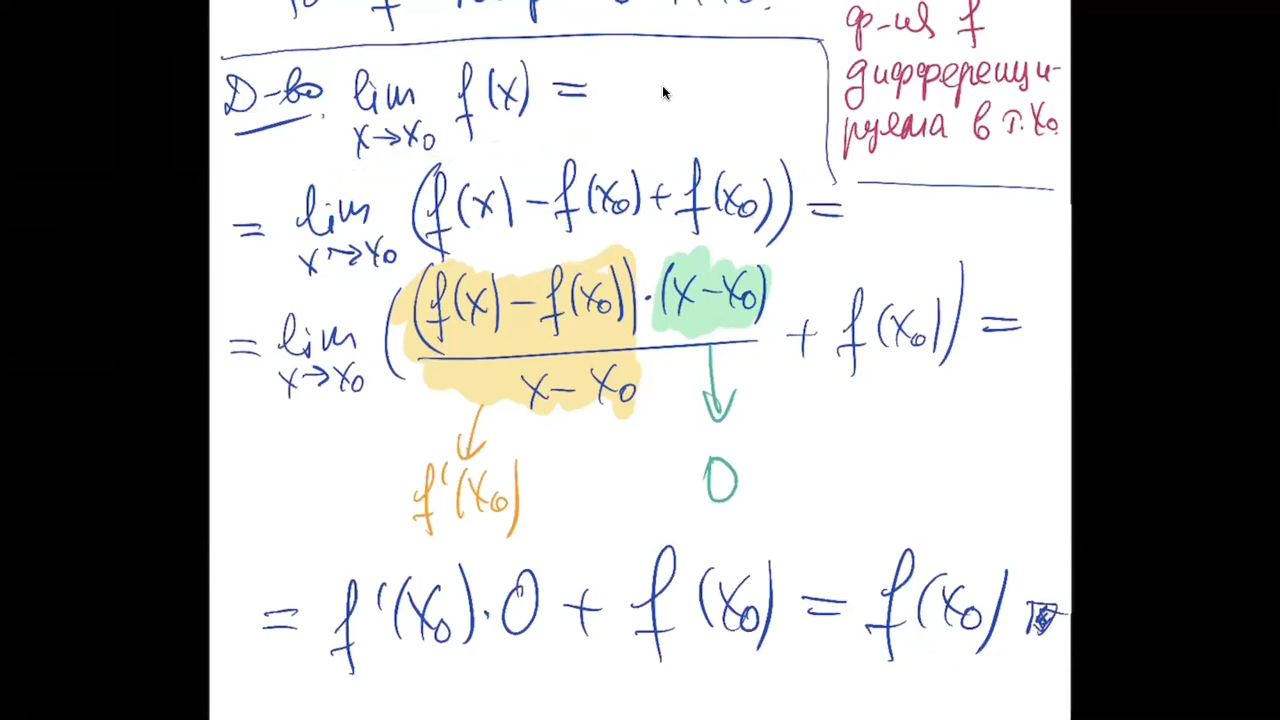 ф-ия f
дифференци-
руема в т. x₀
Д-во. lim f(x) =
x→x₀
= lim (f(x) − f(x₀) + f(x₀)) =
x→x₀
= lim ( (f(x) − f(x₀)) · (x − x₀) / x − x₀ + f(x₀) ) =
x→x₀
f'(x₀)
0
= f'(x₀) · 0 + f(x₀) = f(x₀)